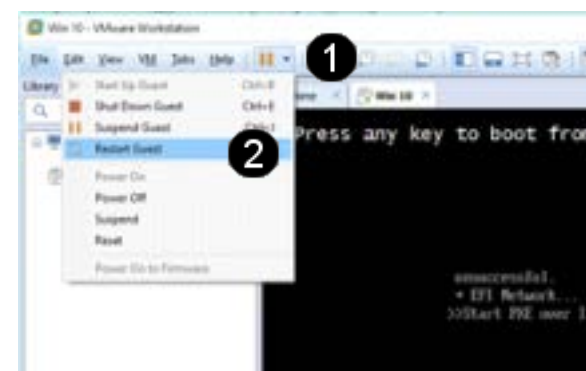 Win 10 - VMware Workstation
File Edit View VM Tabs Help
1
Library
Start Up Guest Ctrl+B
Shut Down Guest Ctrl+E
Suspend Guest
Restart Guest
2
Power On
Power Off
Suspend
Reset
Power On to Firmware
Win 10
Press any key to boot from
unsuccessful.
* EFI Network...
>>Start PXE over I